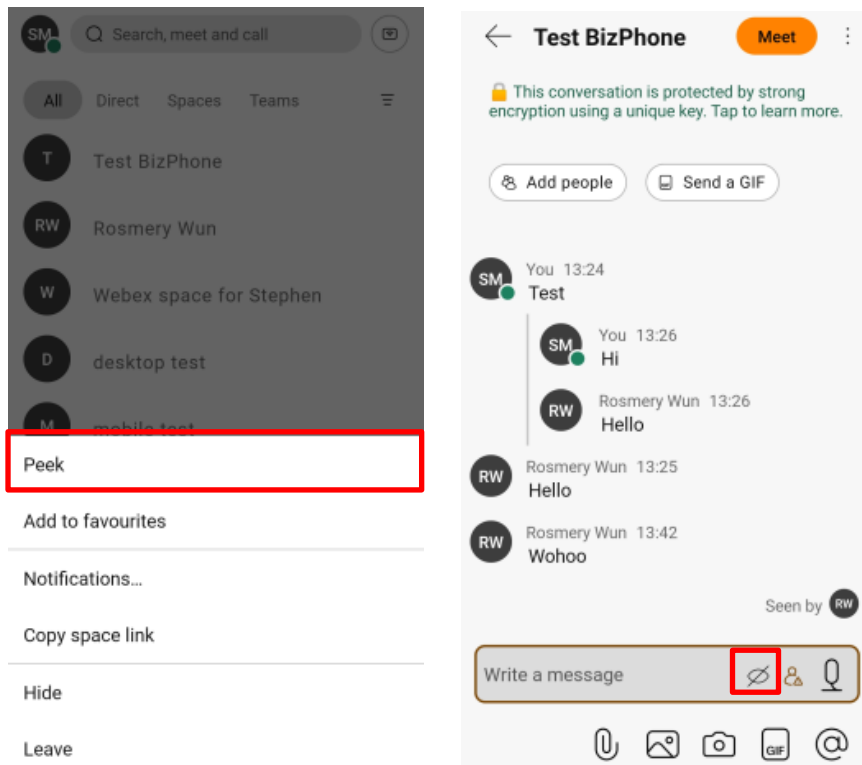 SM Search, meet and call
All Direct Spaces Teams
T Test BizPhone
RW Rosmery Wun
W Webex space for Stephen
D desktop test
M mobile test
Peek
Add to favourites
Notifications...
Copy space link
Hide
Leave
Test BizPhone Meet
This conversation is protected by strong
encryption using a unique key. Tap to learn more.
Add people Send a GIF
SM You 13:24
Test
SM You 13:26
Hi
RW Rosmery Wun 13:26
Hello
RW Rosmery Wun 13:25
Hello
RW Rosmery Wun 13:42
Wohoo
Seen by RW
Write a message
GIF @